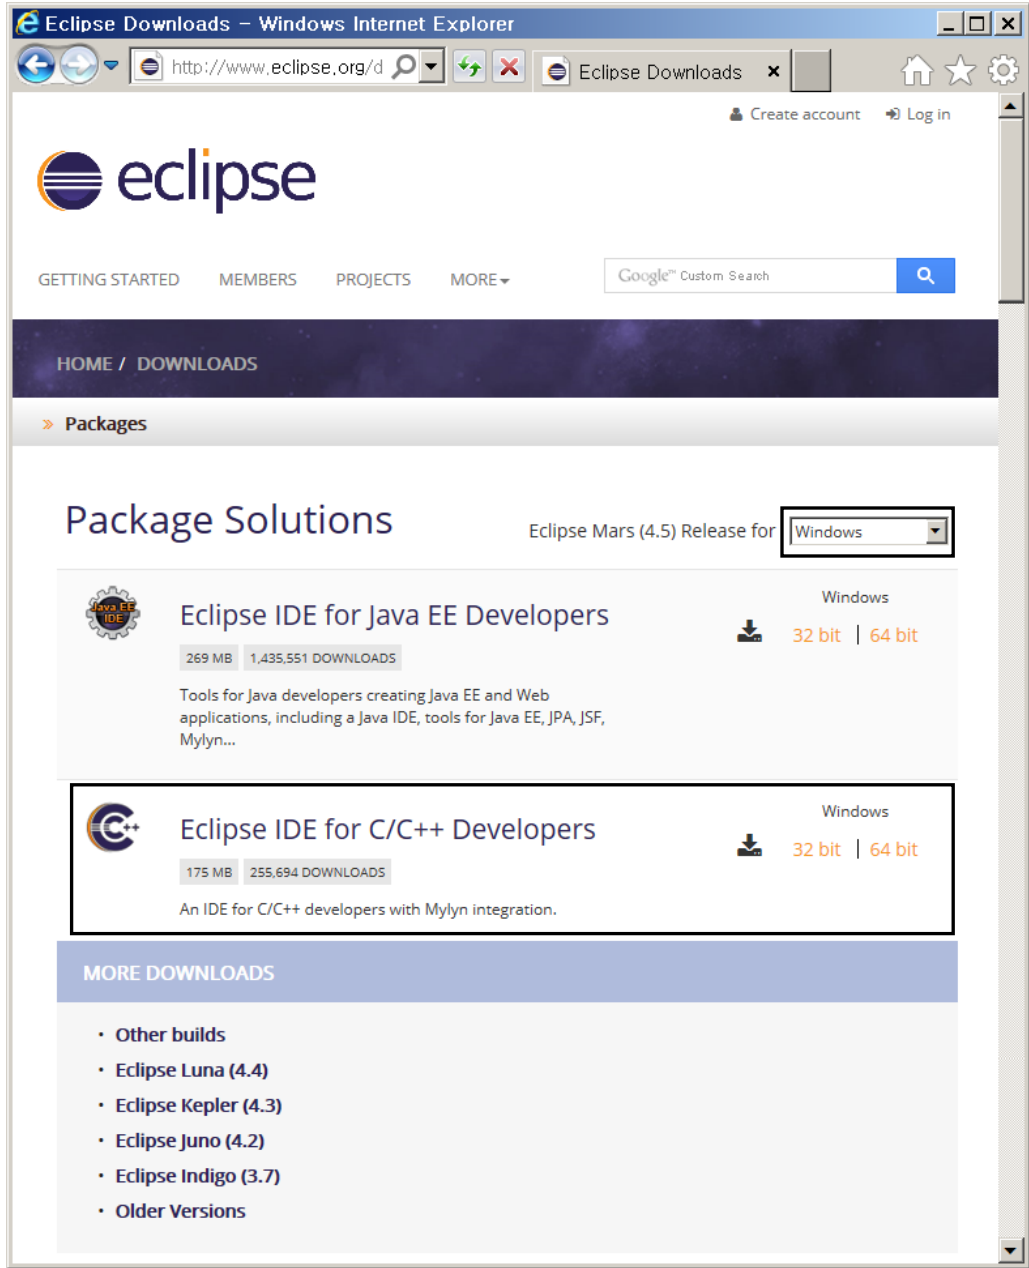 Eclipse Downloads - Windows Internet Explorer
http://www.eclipse.org/d
Eclipse Downloads
Create account
Log in
eclipse
GETTING STARTED
MEMBERS
PROJECTS
MORE
Google™ Custom Search
HOME / DOWNLOADS
» Packages
Package Solutions
Eclipse Mars (4.5) Release for
Windows
Java EE
IDE
Eclipse IDE for Java EE Developers
269 MB
1,435,551 DOWNLOADS
Tools for Java developers creating Java EE and Web
applications, including a Java IDE, tools for Java EE, JPA, JSF,
Mylyn...
Windows
32 bit | 64 bit
C++
Eclipse IDE for C/C++ Developers
175 MB
255,694 DOWNLOADS
An IDE for C/C++ developers with Mylyn integration.
Windows
32 bit | 64 bit
MORE DOWNLOADS
• Other builds
• Eclipse Luna (4.4)
• Eclipse Kepler (4.3)
• Eclipse Juno (4.2)
• Eclipse Indigo (3.7)
• Older Versions